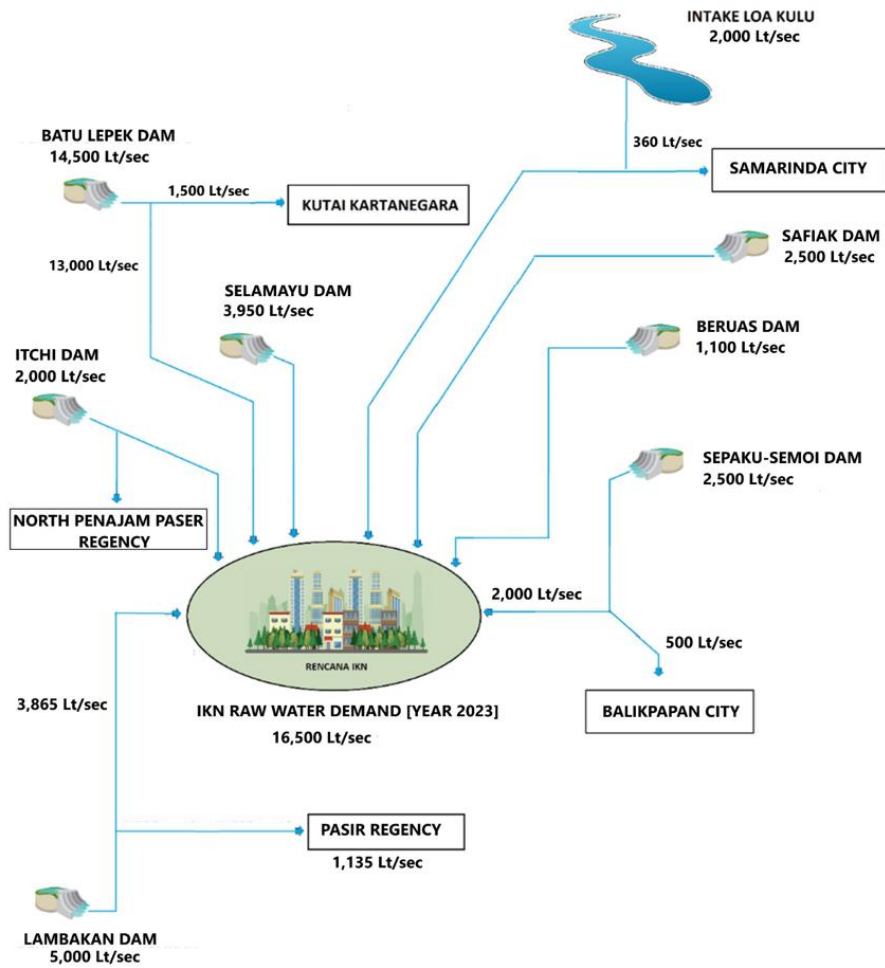 INTAKE LOA KULU
2,000 Lt/sec
360 Lt/sec
SAMARINDA CITY
BATU LEPEK DAM
14,500 Lt/sec
1,500 Lt/sec
KUTAI KARTANEGARA
13,000 Lt/sec
SAFIAK DAM
2,500 Lt/sec
SELAMAYU DAM
3,950 Lt/sec
BERUAS DAM
1,100 Lt/sec
ITCHI DAM
2,000 Lt/sec
SEPAKU-SEMOI DAM
2,500 Lt/sec
NORTH PENAJAM PASER
REGENCY
2,000 Lt/sec
500 Lt/sec
BALIKPAPAN CITY
RENCANA IKN
3,865 Lt/sec
IKN RAW WATER DEMAND [YEAR 2023]
16,500 Lt/sec
PASIR REGENCY
1,135 Lt/sec
LAMBAKAN DAM
5,000 Lt/sec